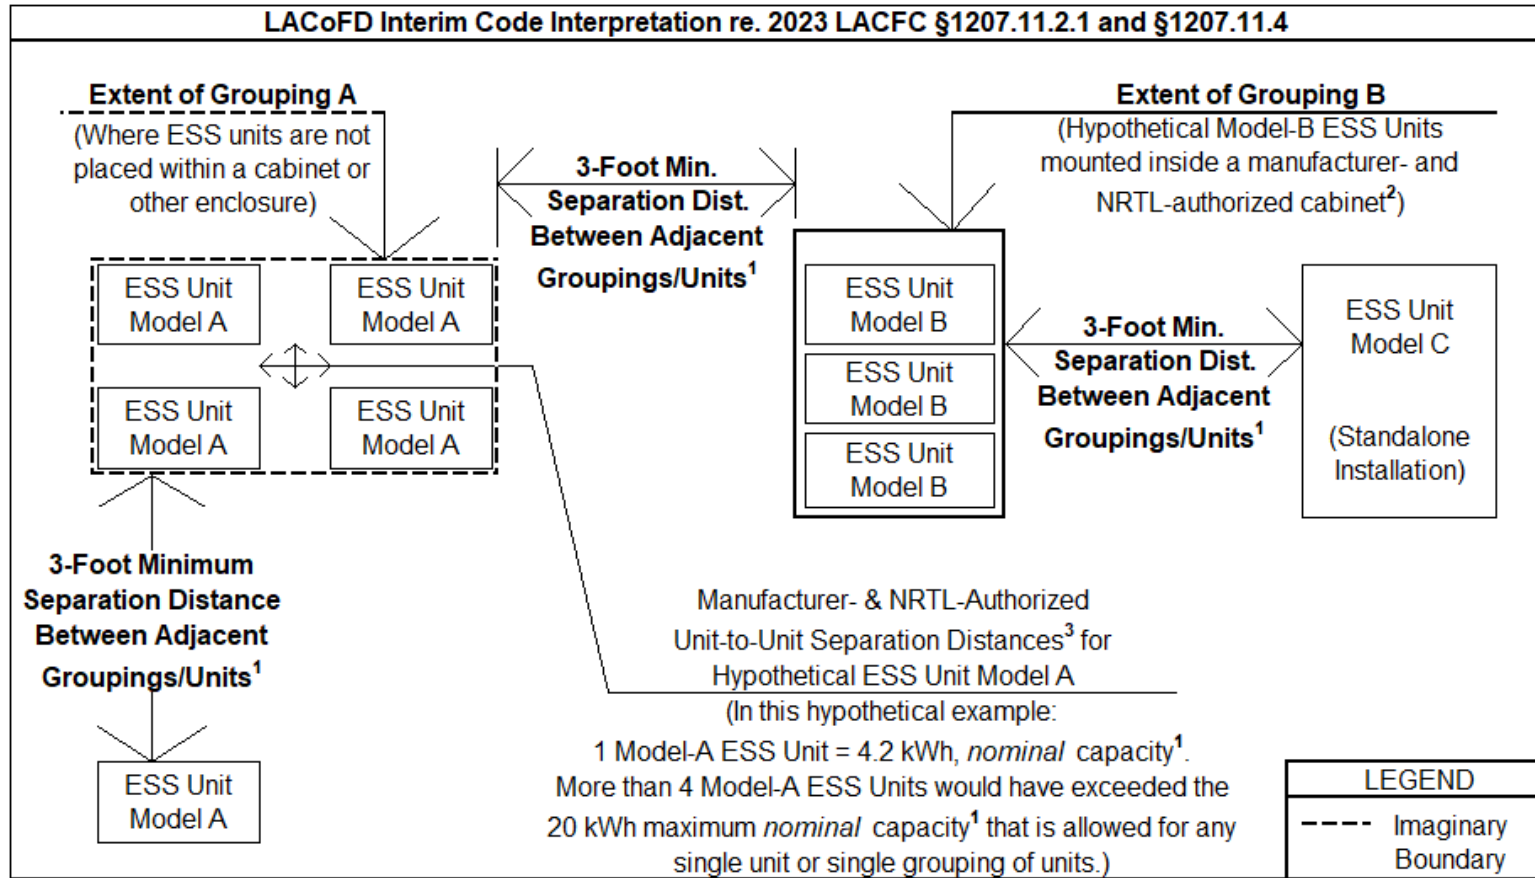 LACoFD Interim Code Interpretation re. 2023 LACFC §1207.11.2.1 and §1207.11.4
Extent of Grouping A
(Where ESS units are not
placed within a cabinet or
other enclosure)
3-Foot Min.
Separation Dist.
Between Adjacent
Groupings/Units¹
Extent of Grouping B
(Hypothetical Model-B ESS Units
mounted inside a manufacturer- and
NRTL-authorized cabinet²)
ESS Unit
Model A
ESS Unit
Model A
ESS Unit
Model A
ESS Unit
Model A
ESS Unit
Model B
ESS Unit
Model B
ESS Unit
Model B
3-Foot Min.
Separation Dist.
Between Adjacent
Groupings/Units¹
ESS Unit
Model C
(Standalone
Installation)
3-Foot Minimum
Separation Distance
Between Adjacent
Groupings/Units¹
ESS Unit
Model A
Manufacturer- & NRTL-Authorized
Unit-to-Unit Separation Distances³ for
Hypothetical ESS Unit Model A
(In this hypothetical example:
1 Model-A ESS Unit = 4.2 kWh, nominal capacity¹.
More than 4 Model-A ESS Units would have exceeded the
20 kWh maximum nominal capacity¹ that is allowed for any
single unit or single grouping of units.)
LEGEND
Imaginary
Boundary